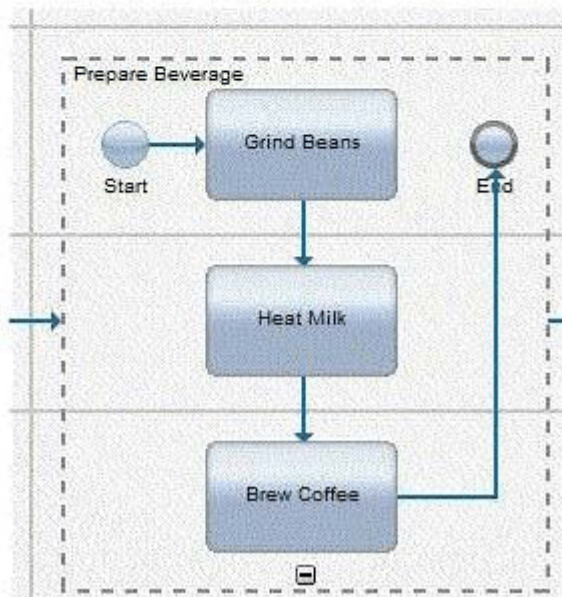 Prepare Beverage
Grind Beans
Start
End
Heat Milk
Brew Coffee